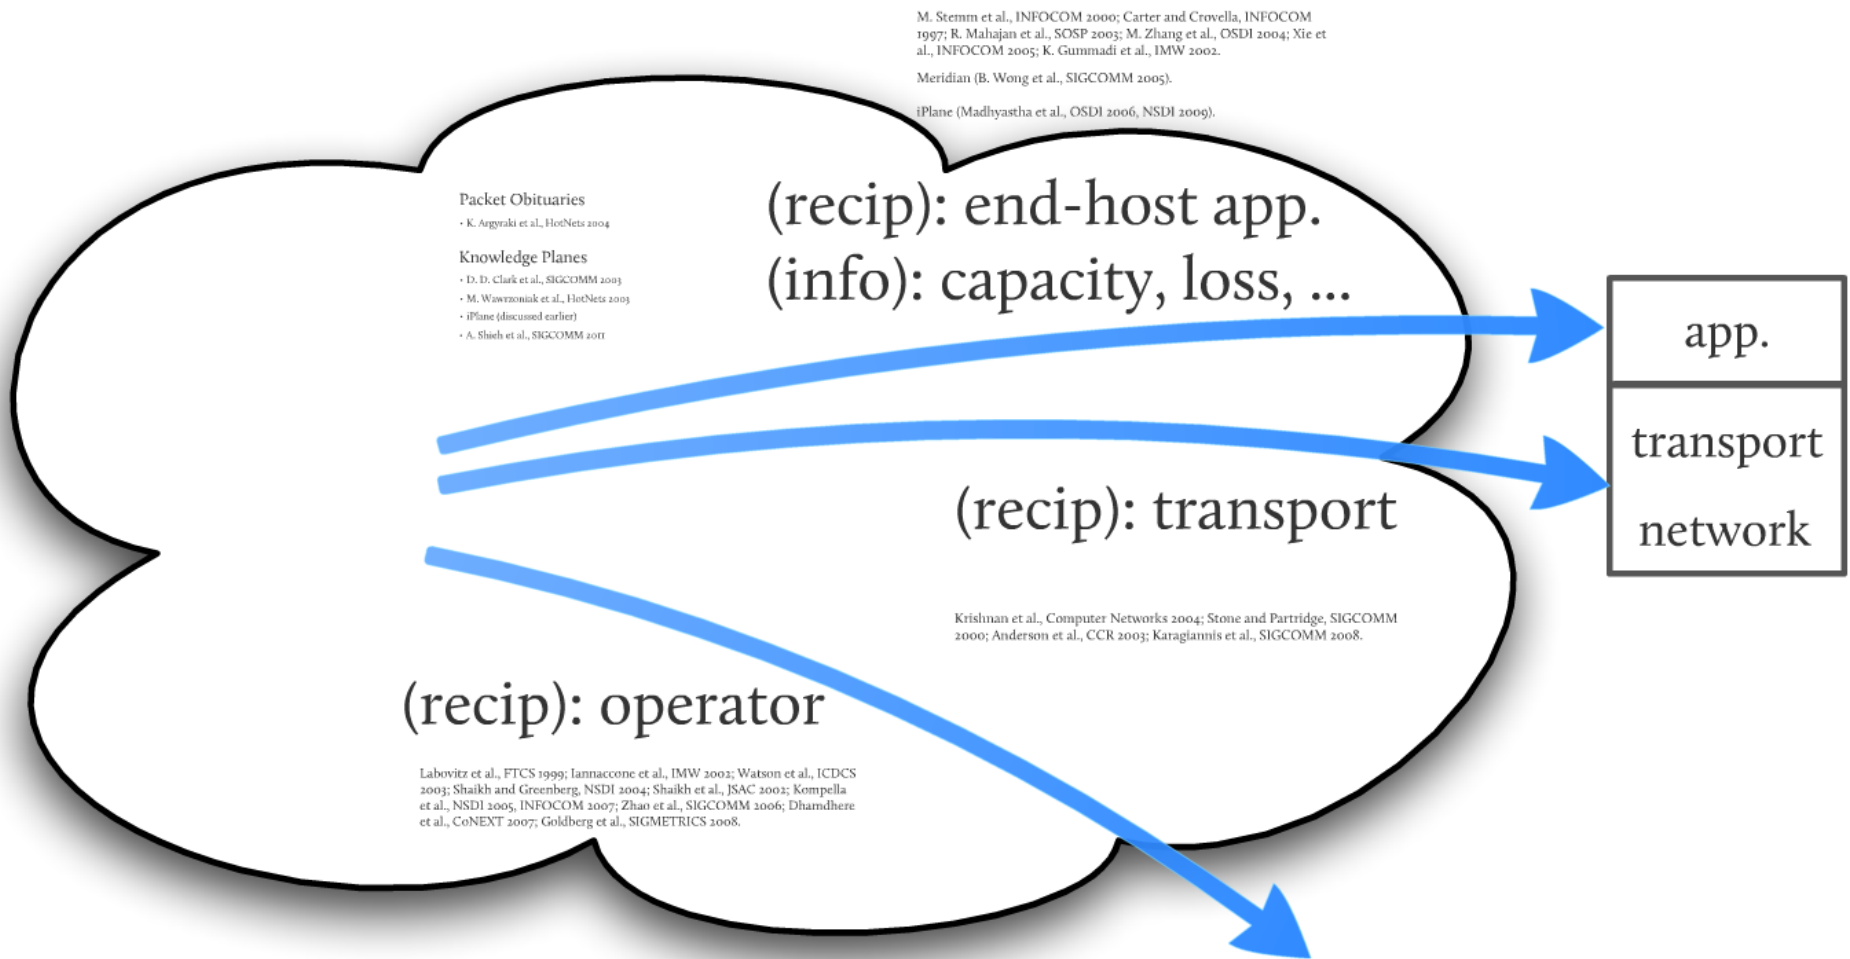 M. Stemm et al., INFOCOM 2000; Carter and Crovella, INFOCOM
1997; R. Mahajan et al., SOSP 2003; M. Zhang et al., OSDI 2004; Xie et
al., INFOCOM 2005; K. Gummadi et al., IMW 2002.
Meridian (B. Wong et al., SIGCOMM 2005).
iPlane (Madhyastha et al., OSDI 2006, NSDI 2009).
Packet Obituaries
• K. Argyraki et al., HotNets 2004
Knowledge Planes
• D. D. Clark et al., SIGCOMM 2003
• M. Wawrzoniak et al., HotNets 2003
• iPlane (discussed earlier)
• A. Shieh et al., SIGCOMM 2011
(recip): end-host app.
(info): capacity, loss, ...
app.
transport
network
(recip): transport
Krishnan et al., Computer Networks 2004; Stone and Partridge, SIGCOMM
2000; Anderson et al., CCR 2003; Karagiannis et al., SIGCOMM 2008.
(recip): operator
Labovitz et al., FTCS 1999; Iannaccone et al., IMW 2002; Watson et al., ICDCS
2003; Shaikh and Greenberg, NSDI 2004; Shaikh et al., JSAC 2002; Kompella
et al., NSDI 2005, INFOCOM 2007; Zhao et al., SIGCOMM 2006; Dhamdhere
et al., CoNEXT 2007; Goldberg et al., SIGMETRICS 2008.